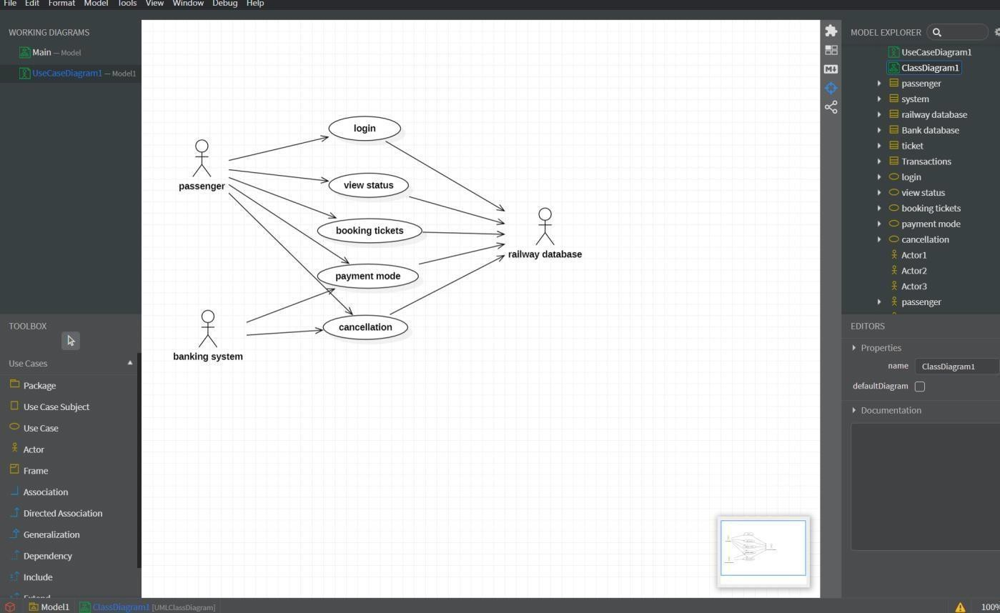 File Edit Format Model Tools View Window Debug Help
WORKING DIAGRAMS
Main — Model
UseCaseDiagram1 — Model1
TOOLBOX
Use Cases
Package
Use Case Subject
Use Case
Actor
Frame
Association
Directed Association
Generalization
Dependency
Include
Extend
login
passenger
view status
booking tickets
railway database
payment mode
cancellation
banking system
MODEL EXPLORER
UseCaseDiagram1
ClassDiagram1
passenger
system
railway database
Bank database
ticket
Transactions
login
view status
booking tickets
payment mode
cancellation
Actor1
Actor2
Actor3
passenger
EDITORS
Properties
name ClassDiagram1
defaultDiagram
Documentation
Model1 ClassDiagram1 [UMLClassDiagram] 100%